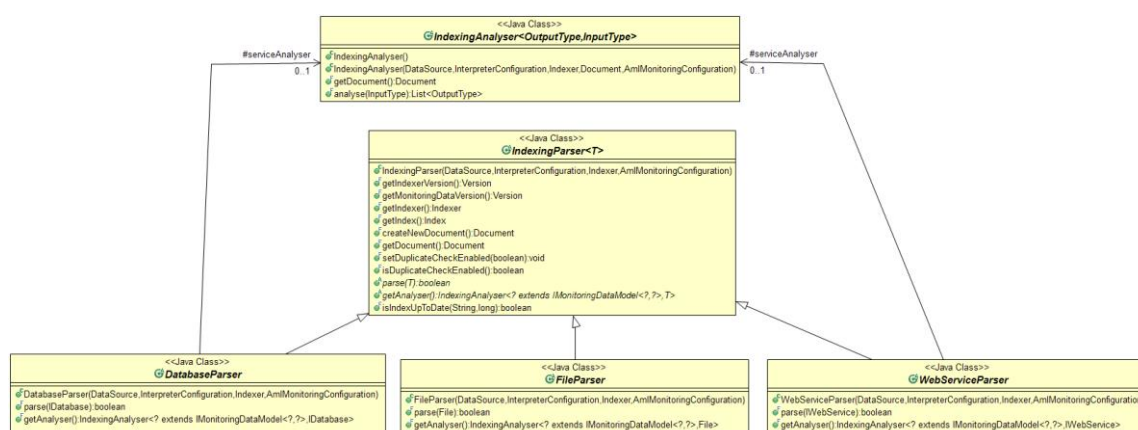 <<Java Class>>
IndexingAnalyser<OutputType,InputType>
IndexingAnalyser()
IndexingAnalyser(DataSource,InterpreterConfiguration,Indexer,Document,AmlMonitoringConfiguration)
getDocument():Document
analyse(InputType):List<OutputType>
#serviceAnalyser
0..1
#serviceAnalyser
0..1
<<Java Class>>
IndexingParser<T>
IndexingParser(DataSource,InterpreterConfiguration,Indexer,AmlMonitoringConfiguration)
getIndexerVersion():Version
getMonitoringDataVersion():Version
getIndexer():Indexer
getIndex():Index
createNewDocument():Document
getDocument():Document
setDuplicateCheckEnabled(boolean):void
isDuplicateCheckEnabled():boolean
parse(T):boolean
getAnalyser():IndexingAnalyser<? extends IMonitoringDataModel<?,?>,T>
isIndexUpToDate(String,long):boolean
<<Java Class>>
DatabaseParser
DatabaseParser(DataSource,InterpreterConfiguration,Indexer,AmlMonitoringConfiguration)
parse(IDatabase):boolean
getAnalyser():IndexingAnalyser<? extends IMonitoringDataModel<?,?>,IDatabase>
<<Java Class>>
FileParser
FileParser(DataSource,InterpreterConfiguration,Indexer,AmlMonitoringConfiguration)
parse(File):boolean
getAnalyser():IndexingAnalyser<? extends IMonitoringDataModel<?,?>,File>
<<Java Class>>
WebServiceParser
WebServiceParser(DataSource,InterpreterConfiguration,Indexer,AmlMonitoringConfiguration)
parse(IWebService):boolean
getAnalyser():IndexingAnalyser<? extends IMonitoringDataModel<?,?>,IWebService>